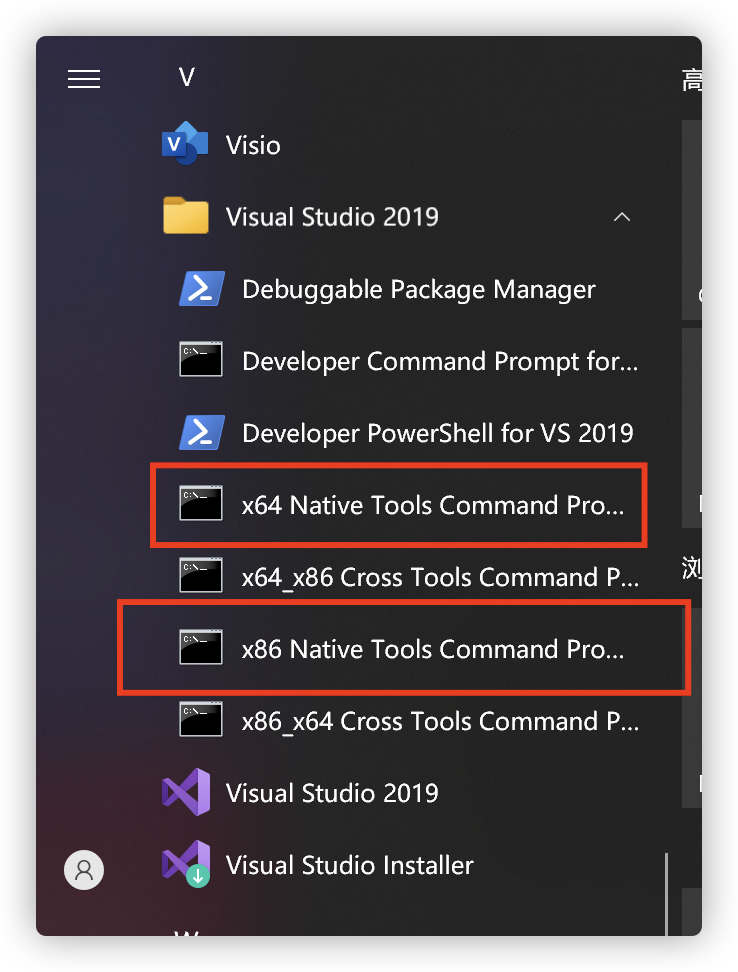 V
高
Visio
Visual Studio 2019
Debuggable Package Manager
Developer Command Prompt for...
Developer PowerShell for VS 2019
x64 Native Tools Command Pro...
x64_x86 Cross Tools Command P...
浏
x86 Native Tools Command Pro...
x86_x64 Cross Tools Command P...
Visual Studio 2019
Visual Studio Installer
W